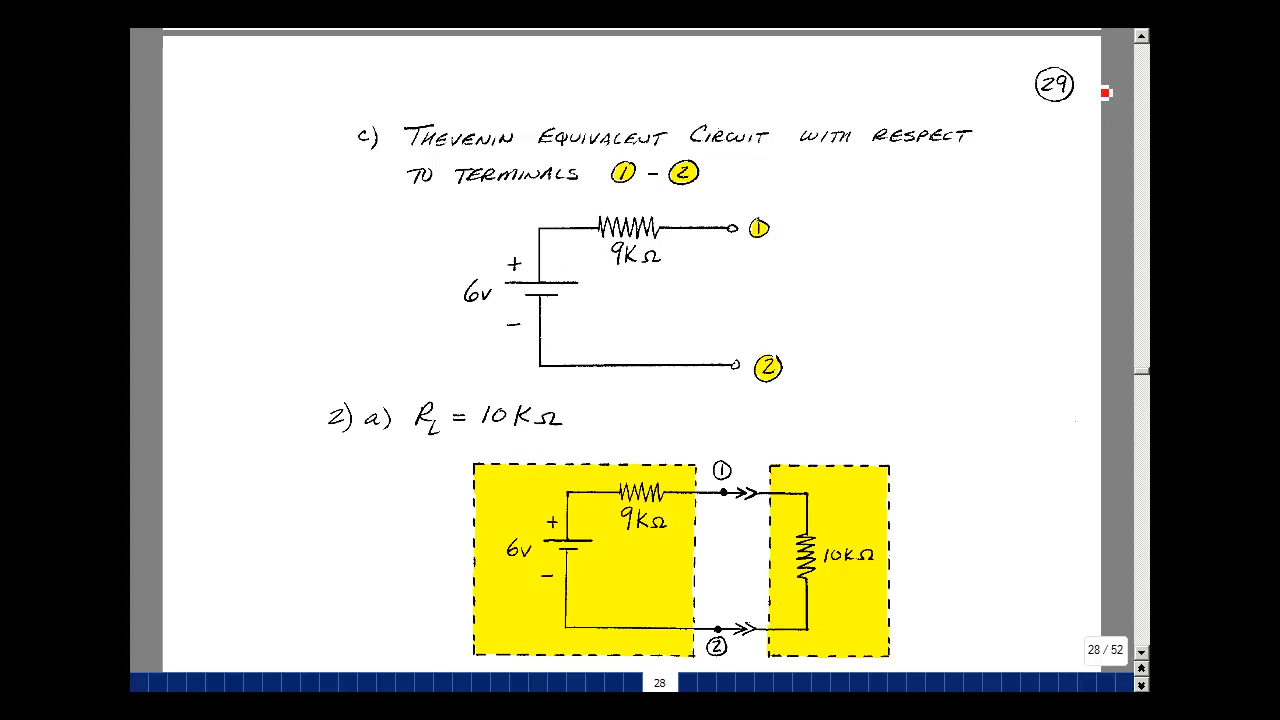 29
c) THEVENIN EQUIVALENT CIRCUIT WITH RESPECT
TO TERMINALS 1 - 2
1
9KΩ
+
6v
-
2
2) a) RL = 10KΩ
1
9KΩ
+
6v
10KΩ
-
2
28 / 52
28